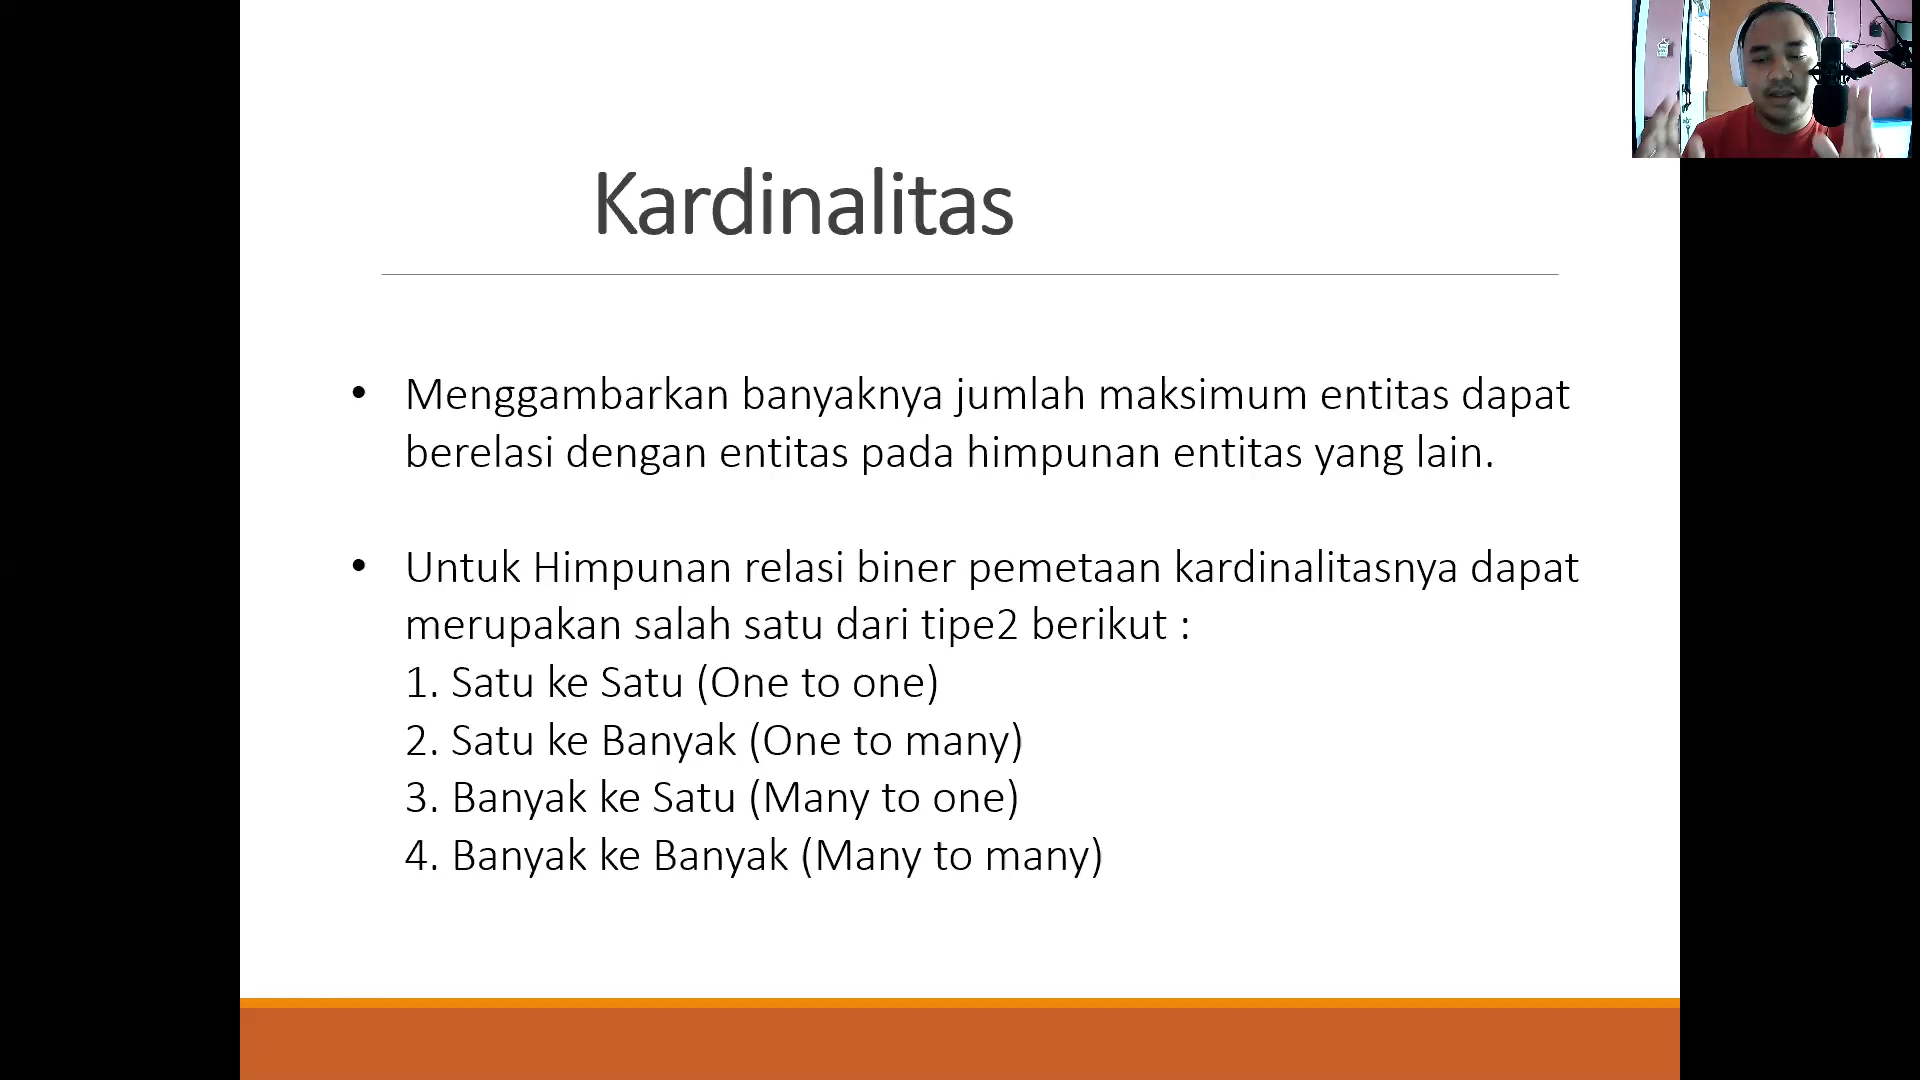 Kardinalitas
• Menggambarkan banyaknya jumlah maksimum entitas dapat
berelasi dengan entitas pada himpunan entitas yang lain.
• Untuk Himpunan relasi biner pemetaan kardinalitasnya dapat
merupakan salah satu dari tipe2 berikut :
1. Satu ke Satu (One to one)
2. Satu ke Banyak (One to many)
3. Banyak ke Satu (Many to one)
4. Banyak ke Banyak (Many to many)